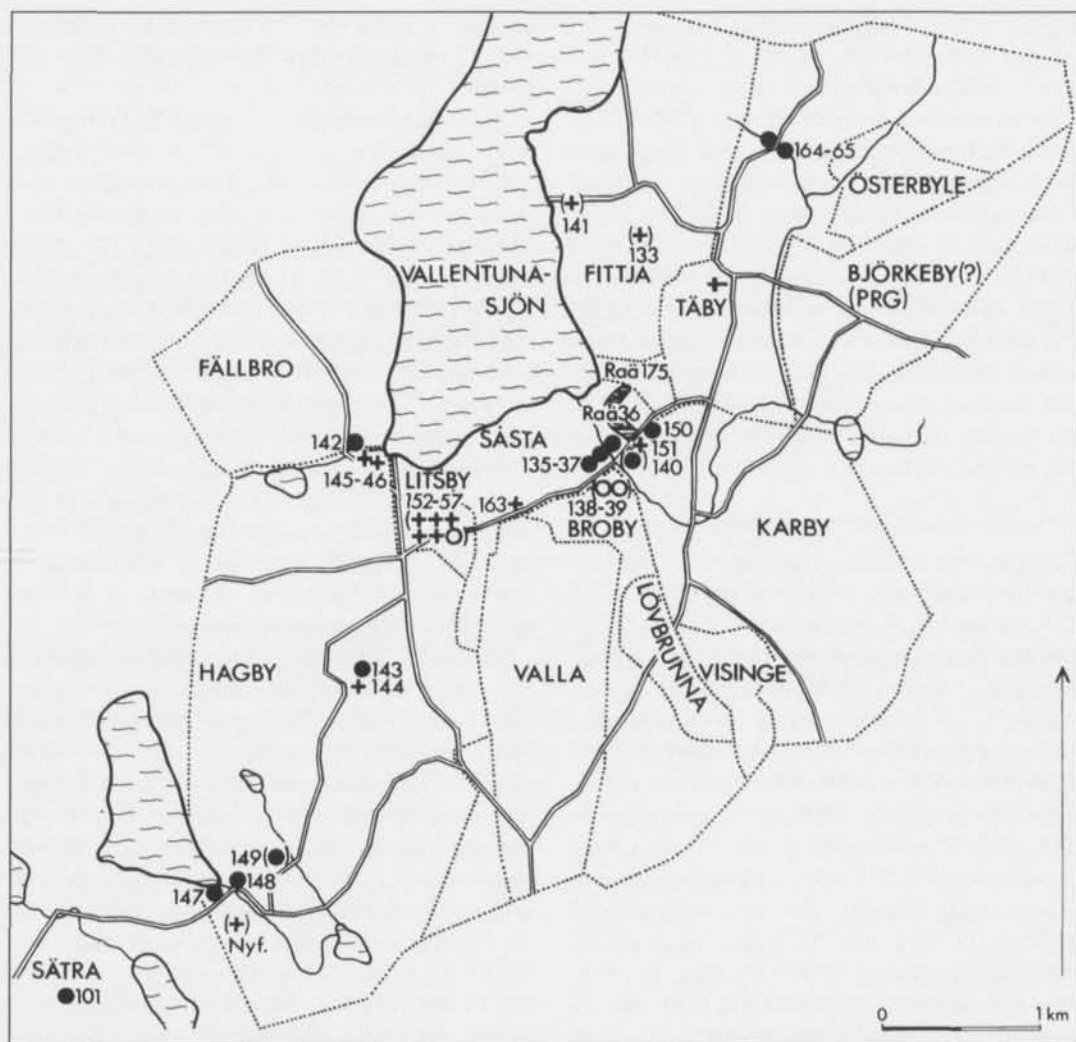 164-65
ÖSTERBYLE
(+)
141
(+)
133
VALLENTUNA-
SJÖN
FITTJA
BJÖRKEBY(?)
(PRG)
TÄBY
FÄLLBRO
Raä175
Raä36
150
142
SÅSTA
151
135-37
140
145-46
LITSBY
152-57
163+
138-39
BROBY
KARBY
LÖVBRUNNA
HAGBY
143
+144
VALLA
VISINGE
149
148
147
(+)
Nyf.
SÄTRA
101
0 1 km